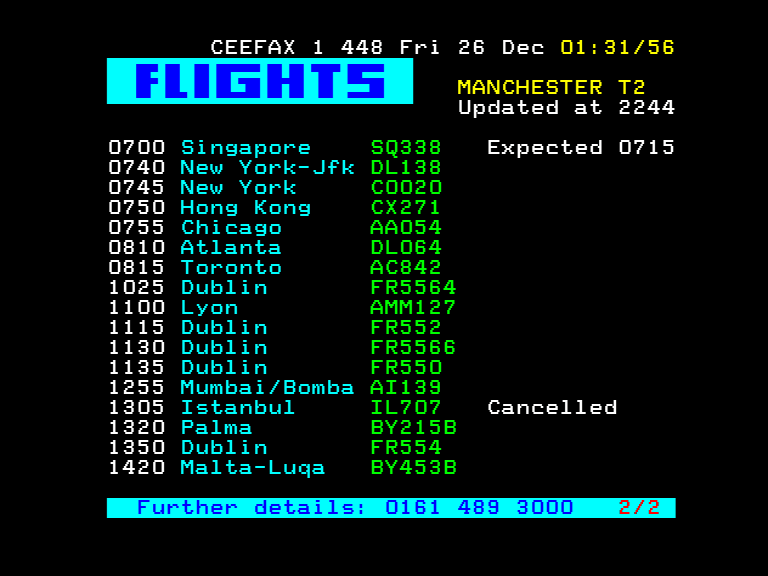 CEEFAX 1 448 Fri 26 Dec 01:31/56
FLIGHTS MANCHESTER T2
Updated at 2244
0700 Singapore SQ338 Expected 0715
0740 New York-Jfk DL138
0745 New York CO020
0750 Hong Kong CX271
0755 Chicago AA054
0810 Atlanta DL064
0815 Toronto AC842
1025 Dublin FR5564
1100 Lyon AMM127
1115 Dublin FR552
1130 Dublin FR5566
1135 Dublin FR550
1255 Mumbai/Bomba AI139
1305 Istanbul IL707 Cancelled
1320 Palma BY215B
1350 Dublin FR554
1420 Malta-Luqa BY453B
Further details: 0161 489 3000 2/2